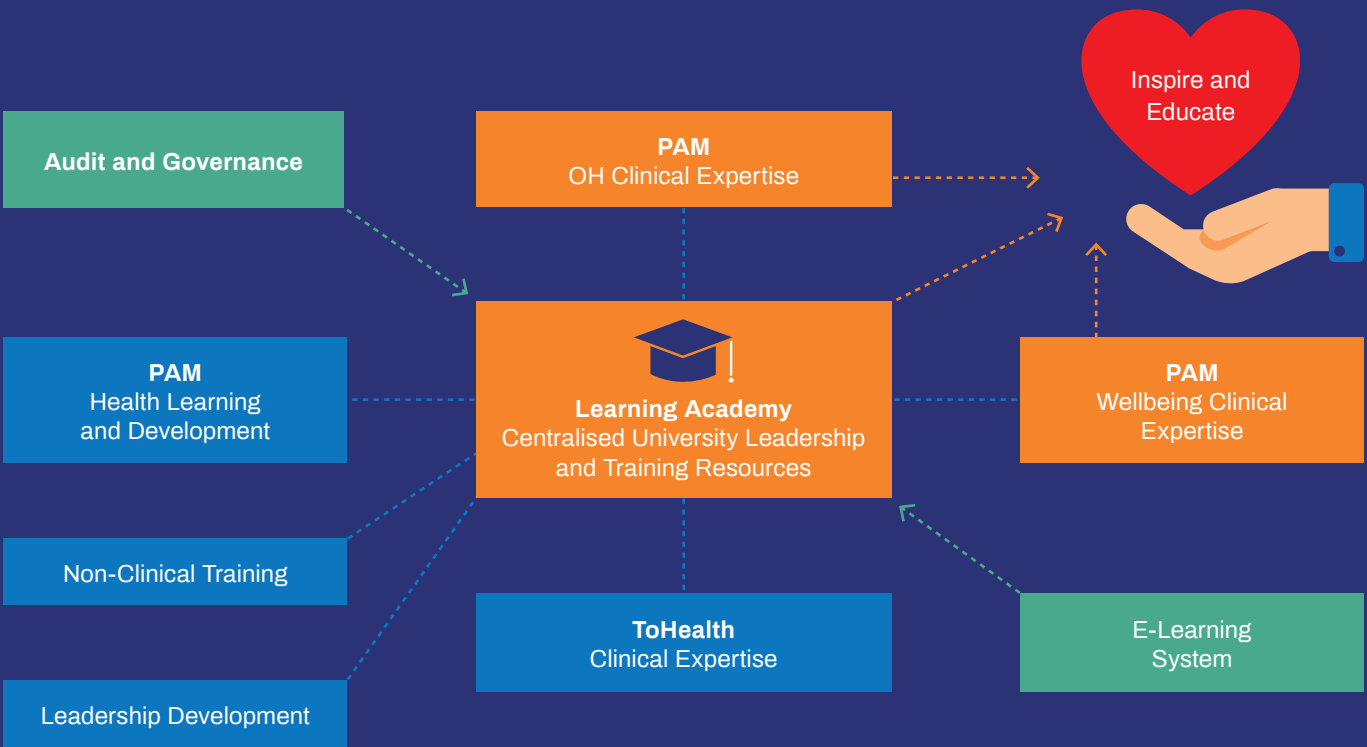 Inspire and
Educate
Audit and Governance
PAM
OH Clinical Expertise
PAM
Health Learning
and Development
Learning Academy
Centralised University Leadership
and Training Resources
PAM
Wellbeing Clinical
Expertise
Non-Clinical Training
ToHealth
Clinical Expertise
E-Learning
System
Leadership Development